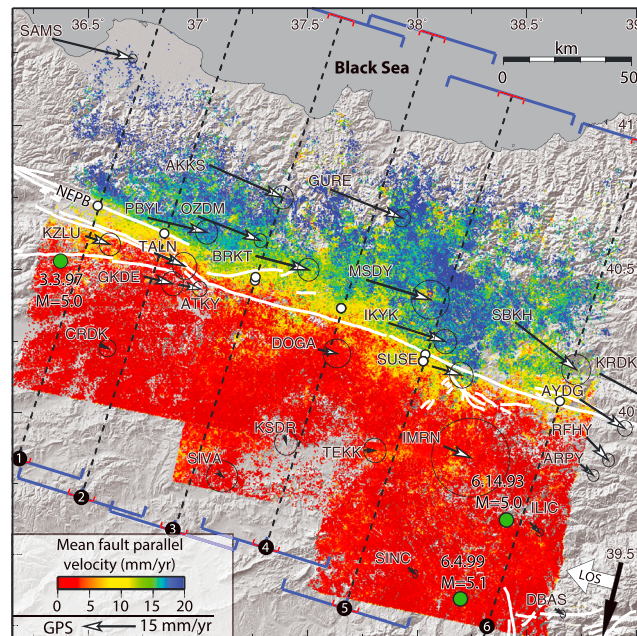 36.5°
37°
37.5°
38°
38.5°
SAMS
km
0
50
Black Sea
41
AKKS
GURE
NEPB
PBYL
OZDM
KZLU
TALN
BRKT
MSDY
40.5
3.3.97
M=5.0
GKDE
ATKY
IKYK
SBKH
CRDK
DOGA
SUSE
KRDK
AYDG
40
KSDR
RFHY
SIVA
TEKK
IMRN
ARPY
1
6.14.93
M=5.0
ILIC
2
3
4
Mean fault parallel
velocity (mm/yr)
0 5 10 15 20
GPS
15 mm/yr
SINC
6.4.99
M=5.1
39.5°
LOS
DBAS
5
6